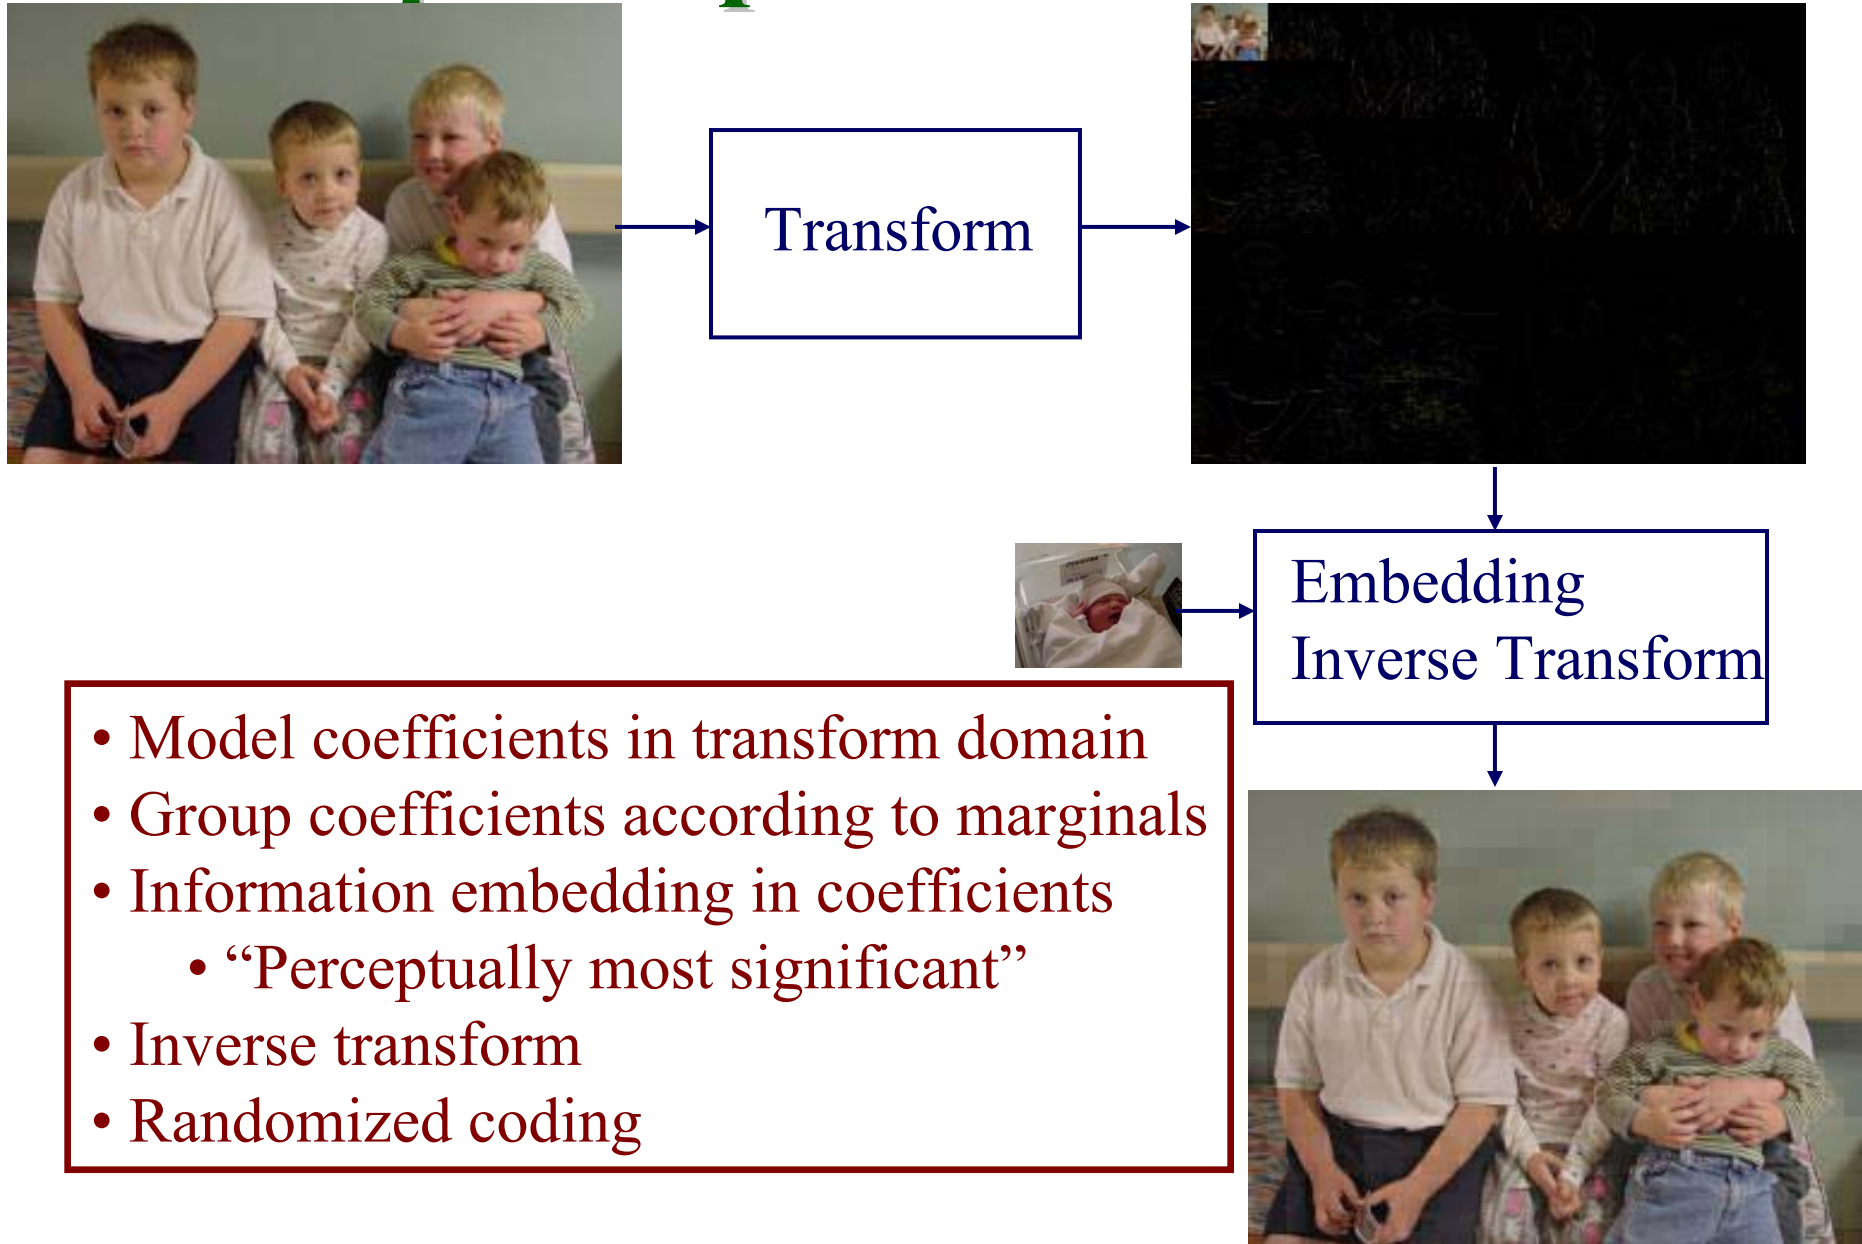 Transform
Embedding
Inverse Transform
• Model coefficients in transform domain
• Group coefficients according to marginals
• Information embedding in coefficients
• “Perceptually most significant”
• Inverse transform
• Randomized coding